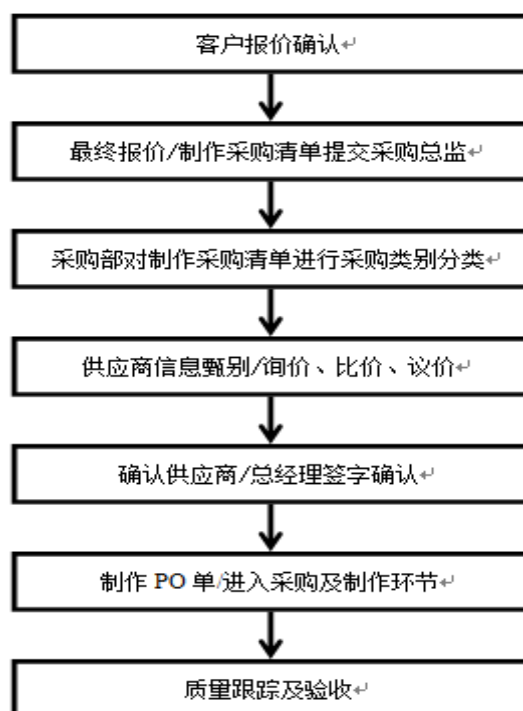 客户报价确认
最终报价/制作采购清单提交采购总监
采购部对制作采购清单进行采购类别分类
供应商信息甄别/询价、比价、议价
确认供应商/总经理签字确认
制作 PO 单/进入采购及制作环节
质量跟踪及验收